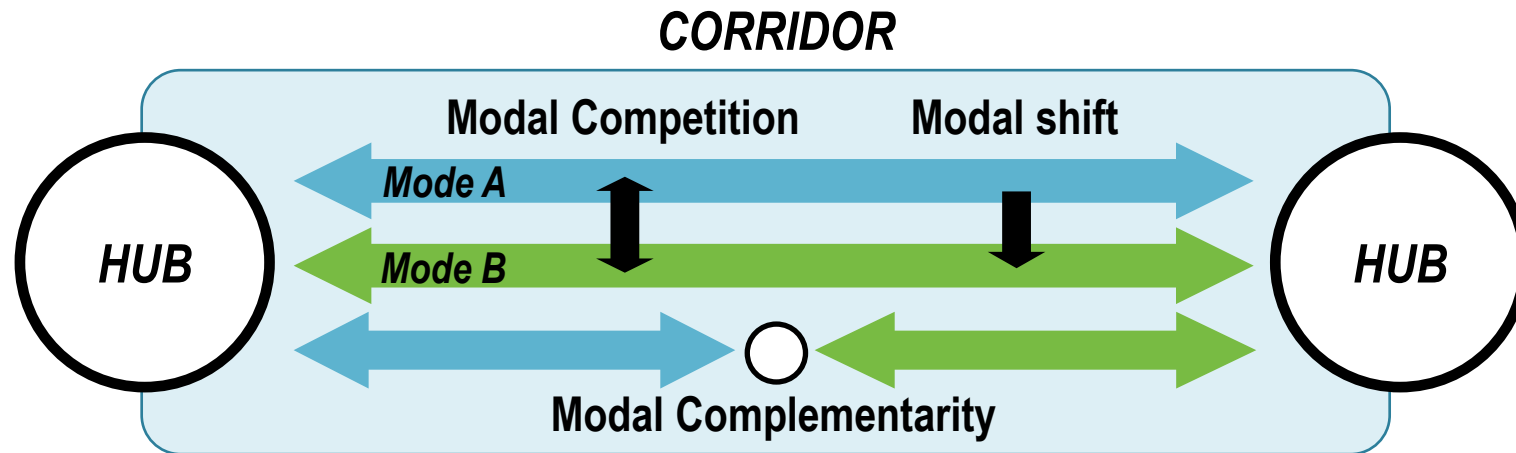 CORRIDOR
Modal Competition
Modal shift
Mode A
HUB
Mode B
HUB
Modal Complementarity